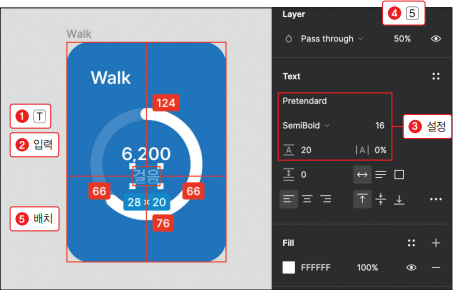 Walk
Walk
124
6,200
걸음
66
66
28 × 20
76
1 T
2 입력
5 배치
4 5
3 설정
Layer
Pass through
50%
Text
Pretendard
SemiBold
16
A 20
|A| 0%
0
Fill
FFFFFF
100%